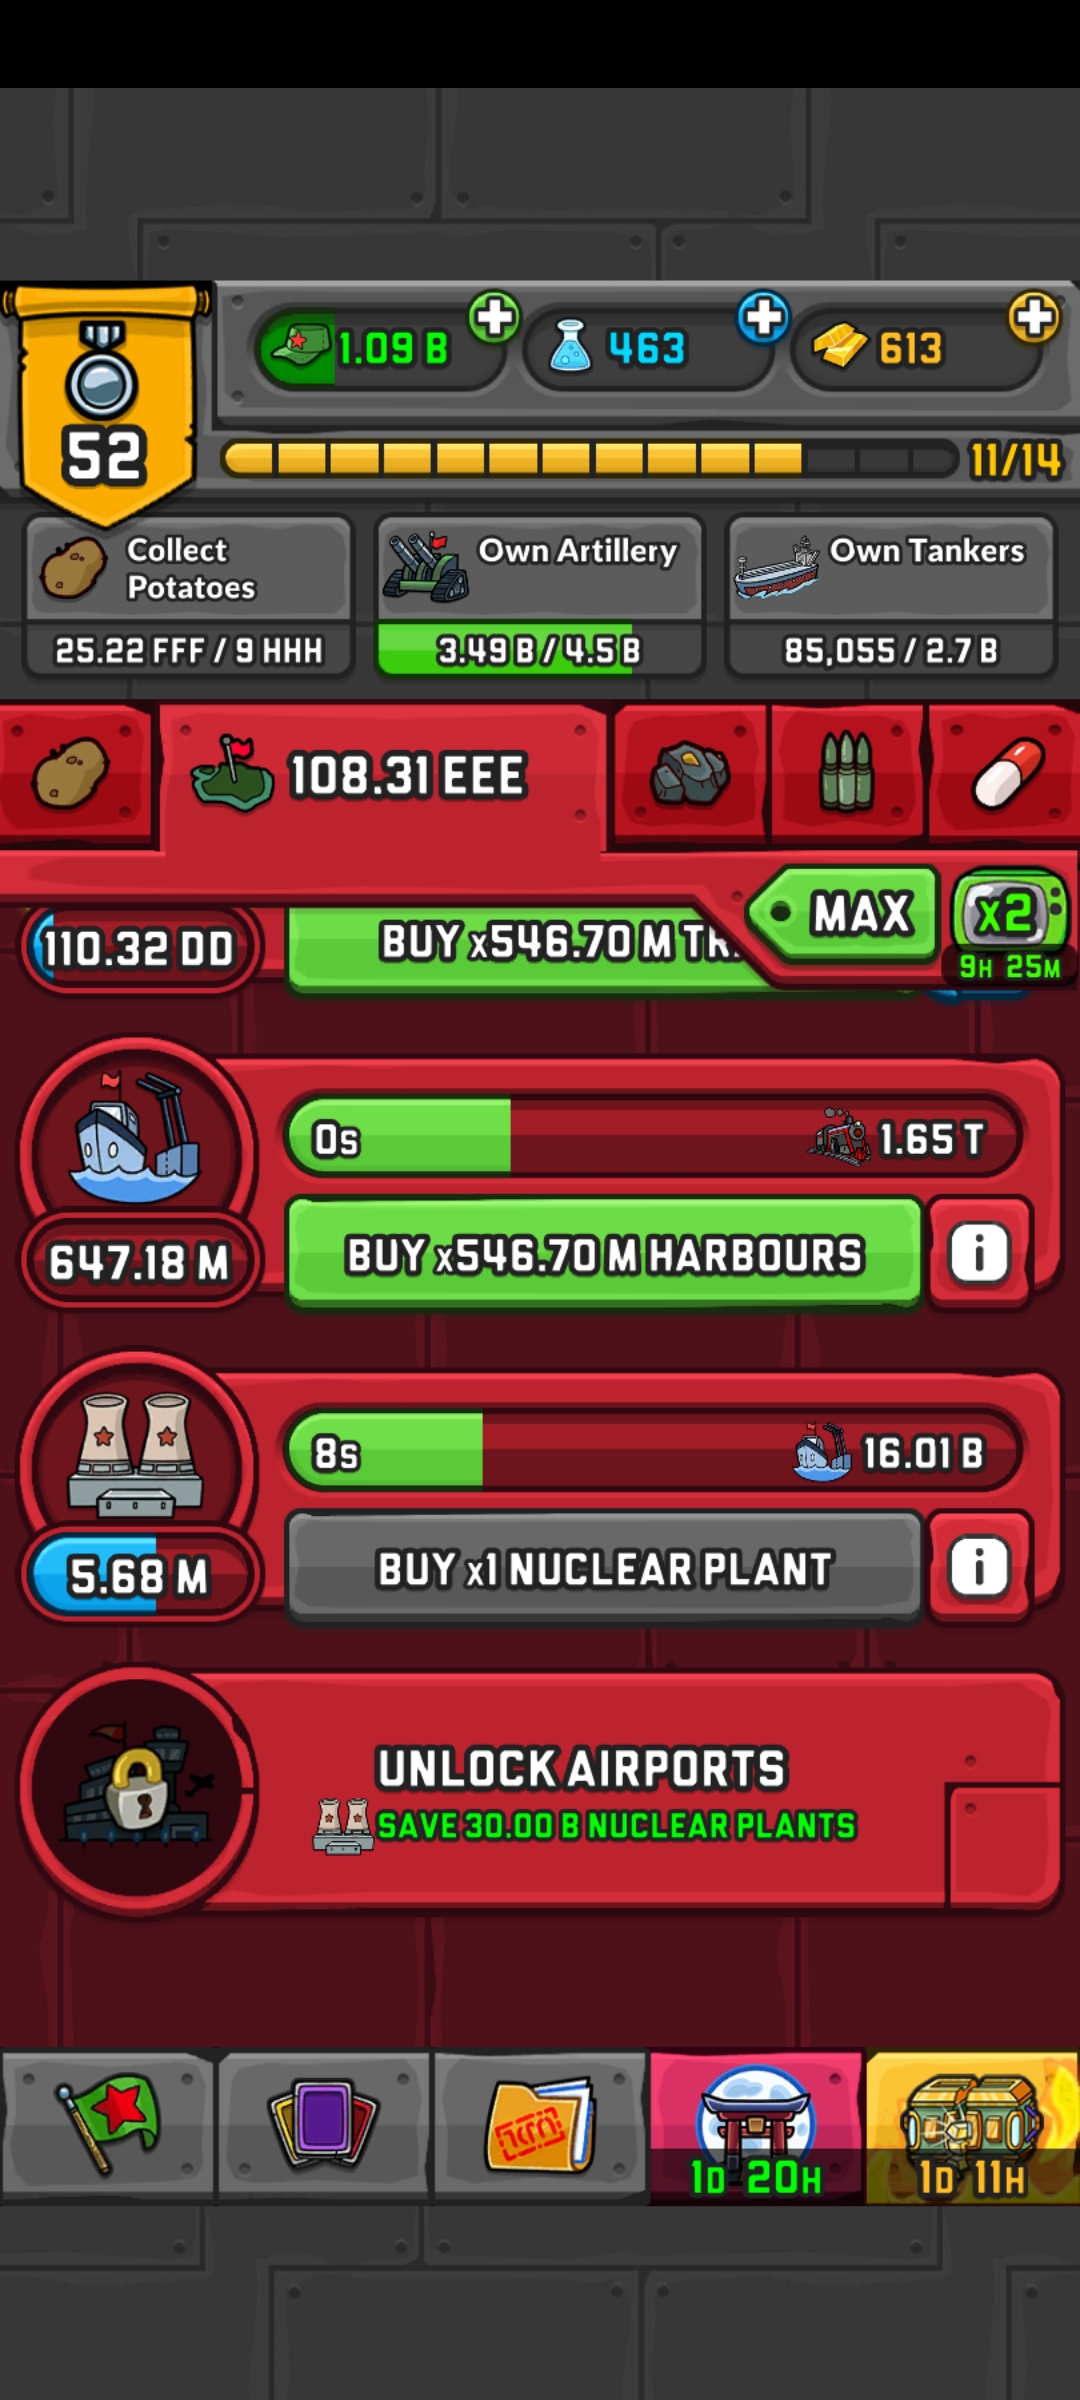 1.09 B
463
613
52
11/14
Collect
Potatoes
Own Artillery
Own Tankers
25.22 FFF / 9 HHH
3.49 B / 4.5 B
85,055 / 2.7 B
108.31 EEE
MAX
x2
9H 25M
110.32 DD
BUY x546.70 M TR
0s
1.65 T
647.18 M
BUY x546.70 M HARBOURS
i
8s
16.01 B
5.68 M
BUY x1 NUCLEAR PLANT
i
UNLOCK AIRPORTS
SAVE 30.00 B NUCLEAR PLANTS
1D 20H
1D 11H